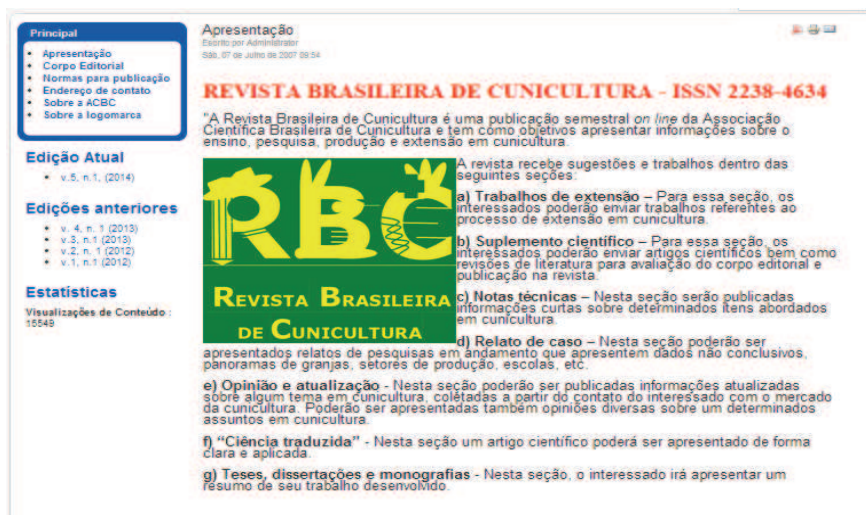 Principal
Apresentação
Corpo Editorial
Normas para publicação
Endereço de contato
Sobre a ACBC
Sobre a logomarca
Edição Atual
v.5, n.1, (2014)
Edições anteriores
v. 4, n. 1 (2013)
v.3, n.1 (2013)
v.2, n. 1 (2012)
v.1, n.1 (2012)
Estatísticas
Visualizações de Conteúdo :
15549
Apresentação
Escrito por Administrator
Sáb, 07 de Julho de 2007 09:54
REVISTA BRASILEIRA DE CUNICULTURA - ISSN 2238-4634
"A Revista Brasileira de Cunicultura é uma publicação semestral on line da Associação
Científica Brasileira de Cunicultura e tem como objetivos apresentar informações sobre o
ensino, pesquisa, produção e extensão em cunicultura.
RBC
REVISTA BRASILEIRA
DE CUNICULTURA
A revista recebe sugestões e trabalhos dentro das
seguintes seções:
a) Trabalhos de extensão – Para essa seção, os
interessados poderão enviar trabalhos referentes ao
processo de extensão em cunicultura.
b) Suplemento científico – Para essa seção, os
interessados poderão enviar artigos científicos bem como
revisões de literatura para avaliação do corpo editorial e
publicação na revista.
c) Notas técnicas – Nesta seção serão publicadas
informações curtas sobre determinados itens abordados
em cunicultura.
d) Relato de caso – Nesta seção poderão ser
apresentados relatos de pesquisas em andamento que apresentem dados não conclusivos,
panoramas de granjas, setores de produção, escolas, etc.
e) Opinião e atualização - Nesta seção poderão ser publicadas informações atualizadas
sobre algum tema em cunicultura, coletadas a partir do contato do interessado com o mercado
da cunicultura. Poderão ser apresentadas também opiniões diversas sobre um determinados
assuntos em cunicultura.
f) "Ciência traduzida" - Nesta seção um artigo científico poderá ser apresentado de forma
clara e aplicada.
g) Teses, dissertações e monografias - Nesta seção, o interessado irá apresentar um
resumo de seu trabalho desenvolvido.